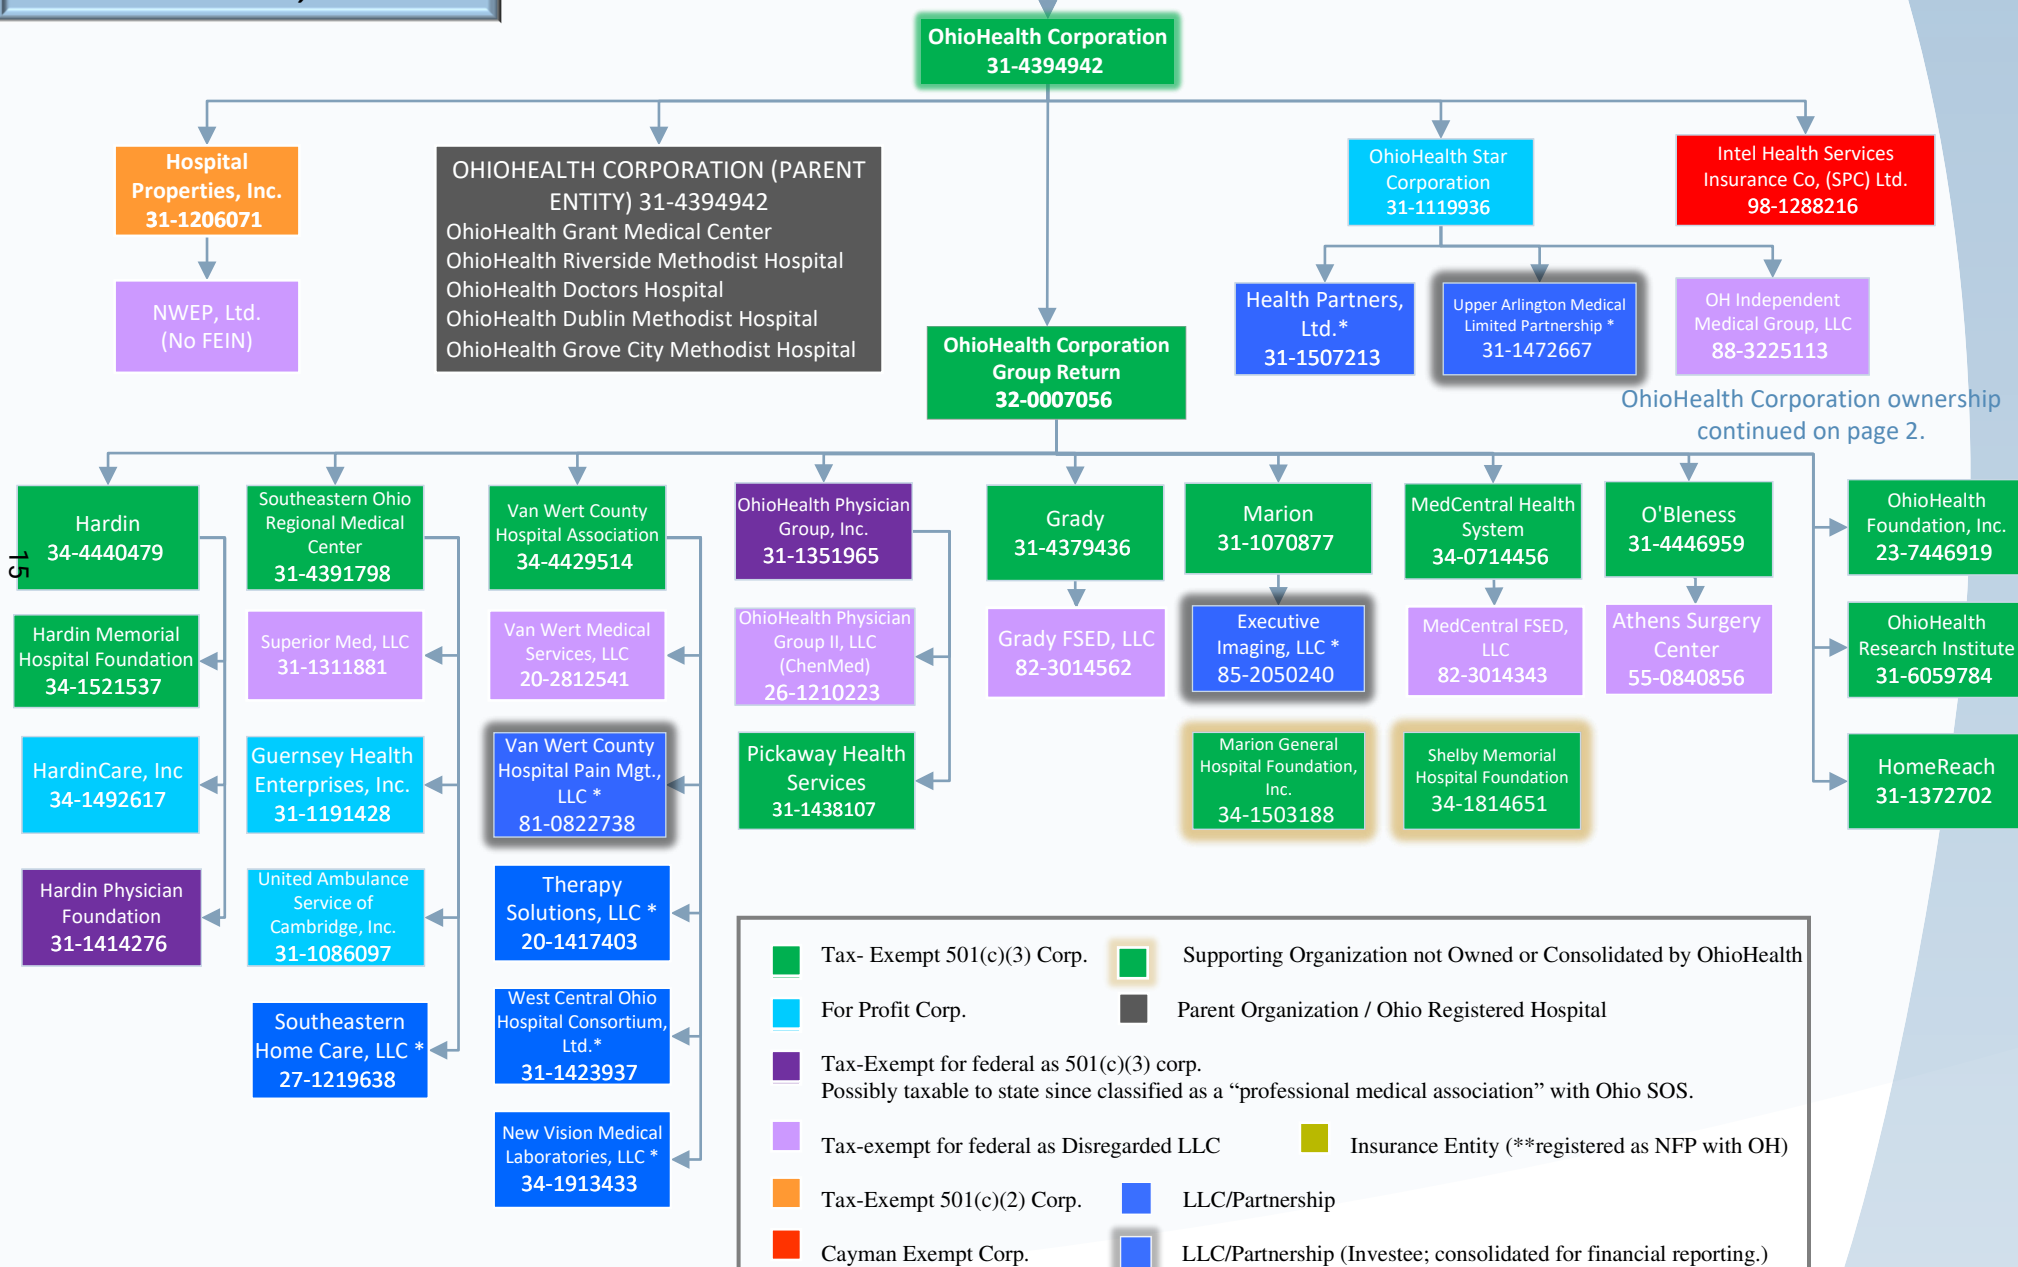 OhioHealth Corporation
31-4394942
Hospital
Properties, Inc.
31-1206071
NWEP, Ltd.
(No FEIN)
OHIOHEALTH CORPORATION (PARENT
ENTITY) 31-4394942
OhioHealth Grant Medical Center
OhioHealth Riverside Methodist Hospital
OhioHealth Doctors Hospital
OhioHealth Dublin Methodist Hospital
OhioHealth Grove City Methodist Hospital
OhioHealth Corporation
Group Return
32-0007056
OhioHealth Star
Corporation
31-1119936
Intel Health Services
Insurance Co, (SPC) Ltd.
98-1288216
Health Partners,
Ltd.*
31-1507213
Upper Arlington Medical
Limited Partnership *
31-1472667
OH Independent
Medical Group, LLC
88-3225113
OhioHealth Corporation ownership
continued on page 2.
Hardin
34-4440479
Hardin Memorial
Hospital Foundation
34-1521537
HardinCare, Inc
34-1492617
Hardin Physician
Foundation
31-1414276
Southeastern Ohio
Regional Medical
Center
31-4391798
Superior Med, LLC
31-1311881
Guernsey Health
Enterprises, Inc.
31-1191428
United Ambulance
Service of
Cambridge, Inc.
31-1086097
Southeastern
Home Care, LLC *
27-1219638
Van Wert County
Hospital Association
34-4429514
Van Wert Medical
Services, LLC
20-2812541
Van Wert County
Hospital Pain Mgt.,
LLC *
81-0822738
Therapy
Solutions, LLC *
20-1417403
West Central Ohio
Hospital Consortium,
Ltd.*
31-1423937
New Vision Medical
Laboratories, LLC *
34-1913433
OhioHealth Physician
Group, Inc.
31-1351965
OhioHealth Physician
Group II, LLC
(ChenMed)
26-1210223
Pickaway Health
Services
31-1438107
Grady
31-4379436
Grady FSED, LLC
82-3014562
Marion
31-1070877
Executive
Imaging, LLC *
85-2050240
Marion General
Hospital Foundation,
Inc.
34-1503188
MedCentral Health
System
34-0714456
MedCentral FSED,
LLC
82-3014343
Shelby Memorial
Hospital Foundation
34-1814651
O'Bleness
31-4446959
Athens Surgery
Center
55-0840856
OhioHealth
Foundation, Inc.
23-7446919
OhioHealth
Research Institute
31-6059784
HomeReach
31-1372702
15
Tax- Exempt 501(c)(3) Corp.
Supporting Organization not Owned or Consolidated by OhioHealth
For Profit Corp.
Parent Organization / Ohio Registered Hospital
Tax-Exempt for federal as 501(c)(3) corp.
Possibly taxable to state since classified as a “professional medical association” with Ohio SOS.
Tax-exempt for federal as Disregarded LLC
Insurance Entity (**registered as NFP with OH)
Tax-Exempt 501(c)(2) Corp.
LLC/Partnership
Cayman Exempt Corp.
LLC/Partnership (Investee; consolidated for financial reporting.)